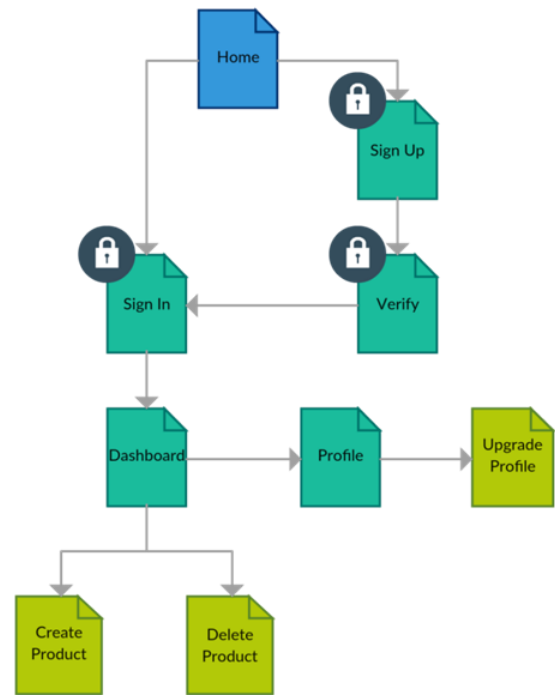 Home
Sign Up
Sign In
Verify
Dashboard
Profile
Upgrade
Profile
Create
Product
Delete
Product